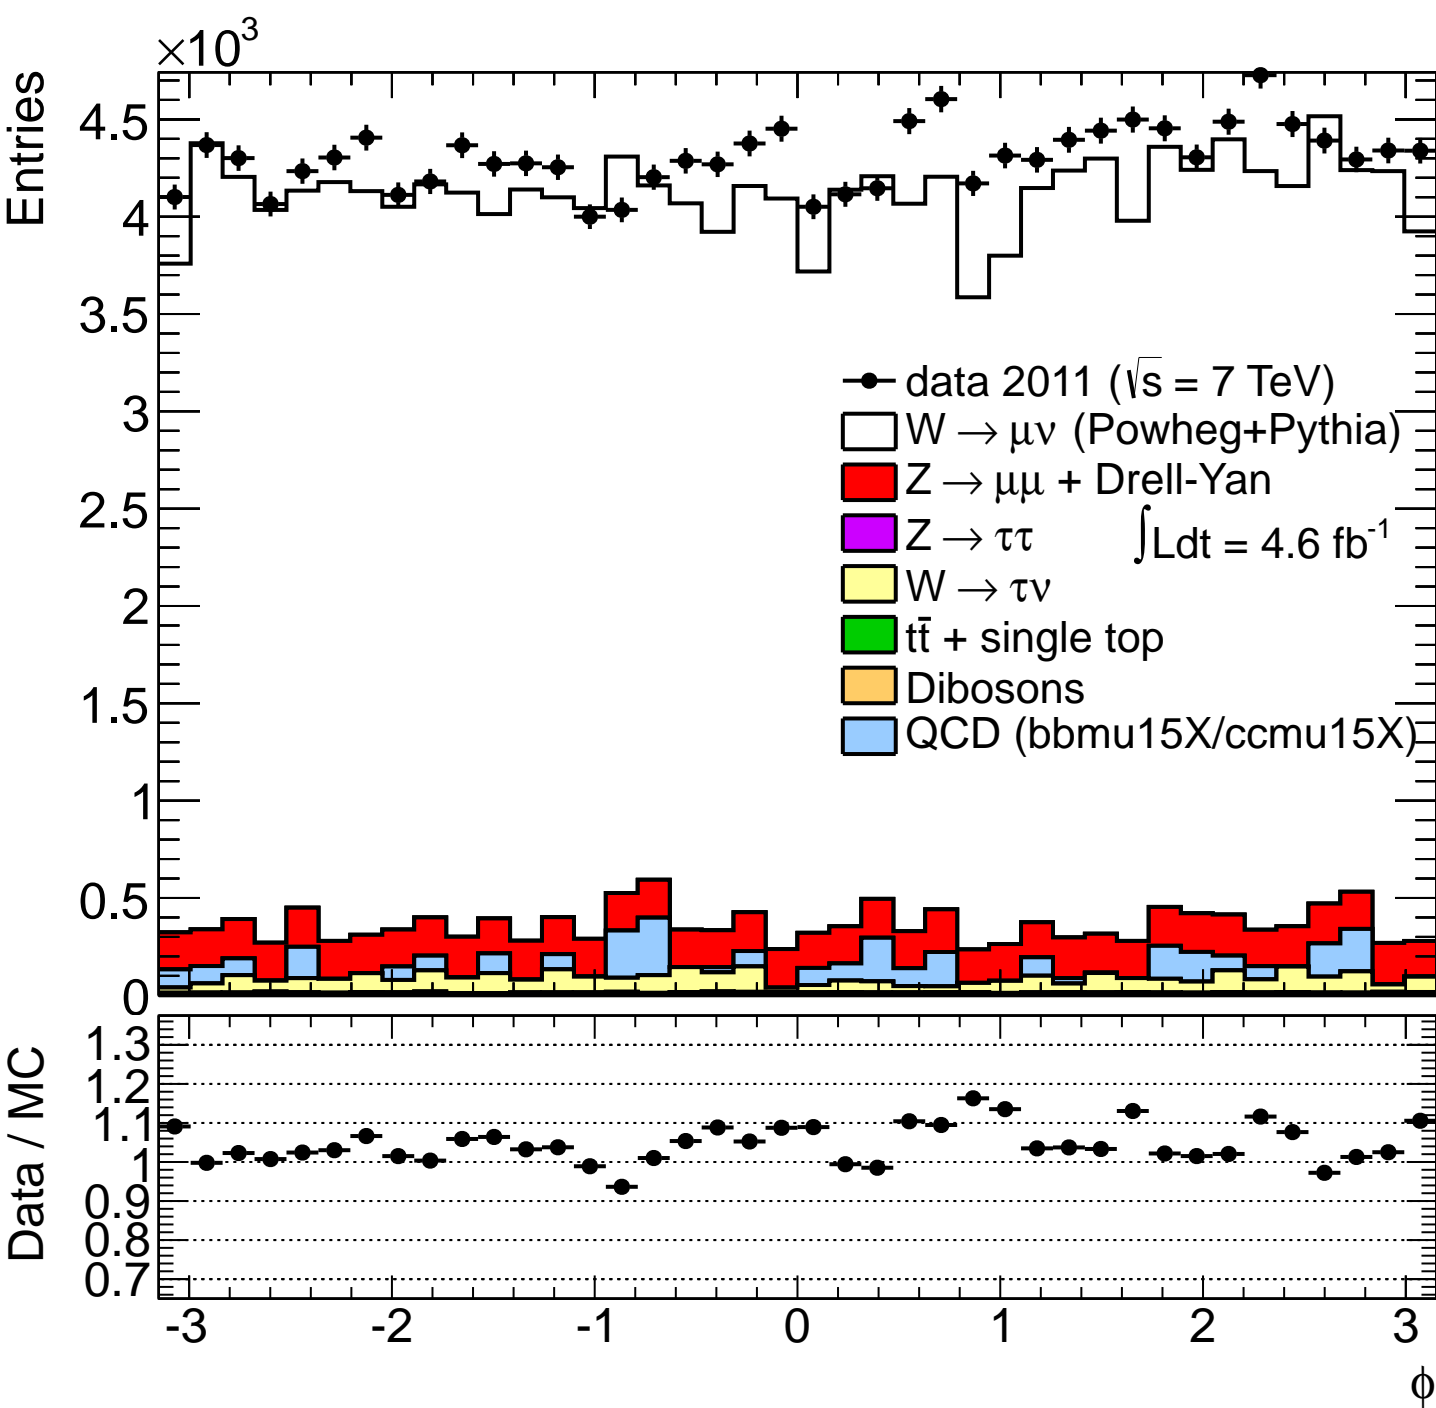 ×10³
Entries
4.5
4
3.5
3
2.5
2
1.5
1
0.5
0
data 2011 (√s = 7 TeV)
W → μν (Powheg+Pythia)
Z → μμ + Drell-Yan
Z → ττ
∫Ldt = 4.6 fb⁻¹
W → τν
tt̄ + single top
Dibosons
QCD (bbmu15X/ccmu15X)
Data / MC
1.3
1.2
1.1
1
0.9
0.8
0.7
-3 -2 -1 0 1 2 3
ϕ